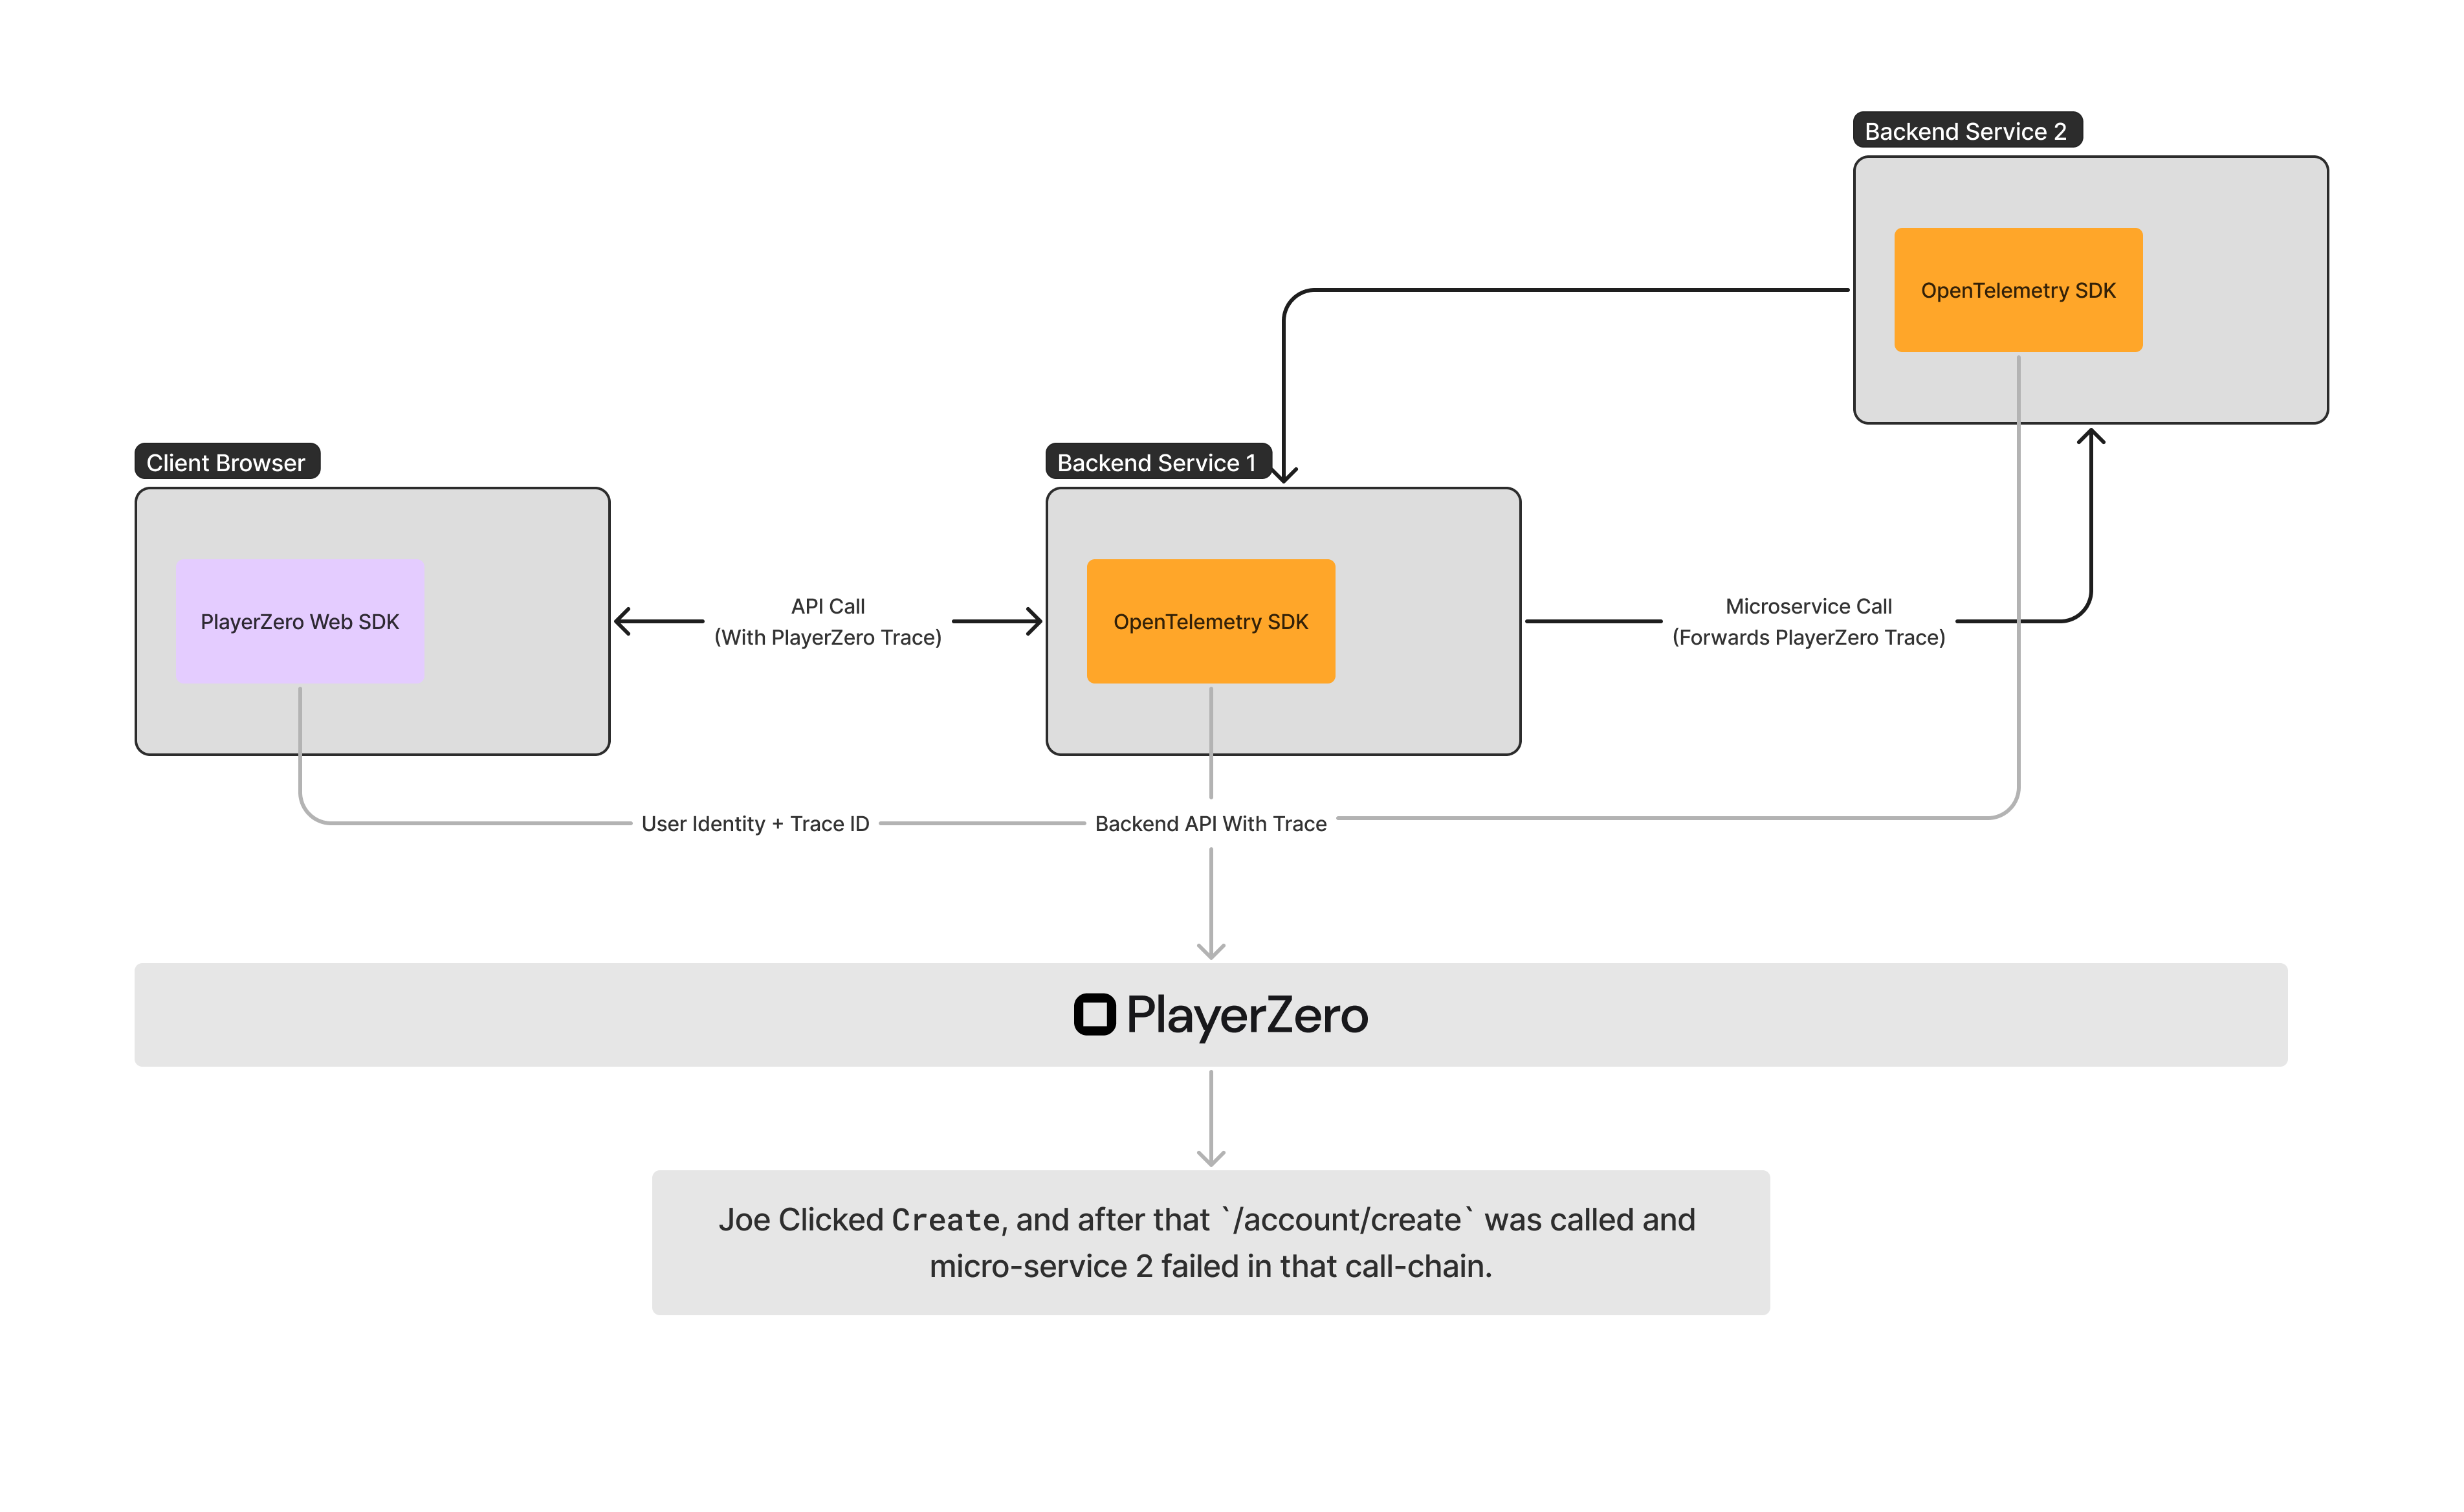 Backend Service 2
OpenTelemetry SDK
Client Browser
Backend Service 1
PlayerZero Web SDK
API Call
(With PlayerZero Trace)
OpenTelemetry SDK
Microservice Call
(Forwards PlayerZero Trace)
User Identity + Trace ID
Backend API With Trace
PlayerZero
Joe Clicked Create, and after that `/account/create` was called and
micro-service 2 failed in that call-chain.